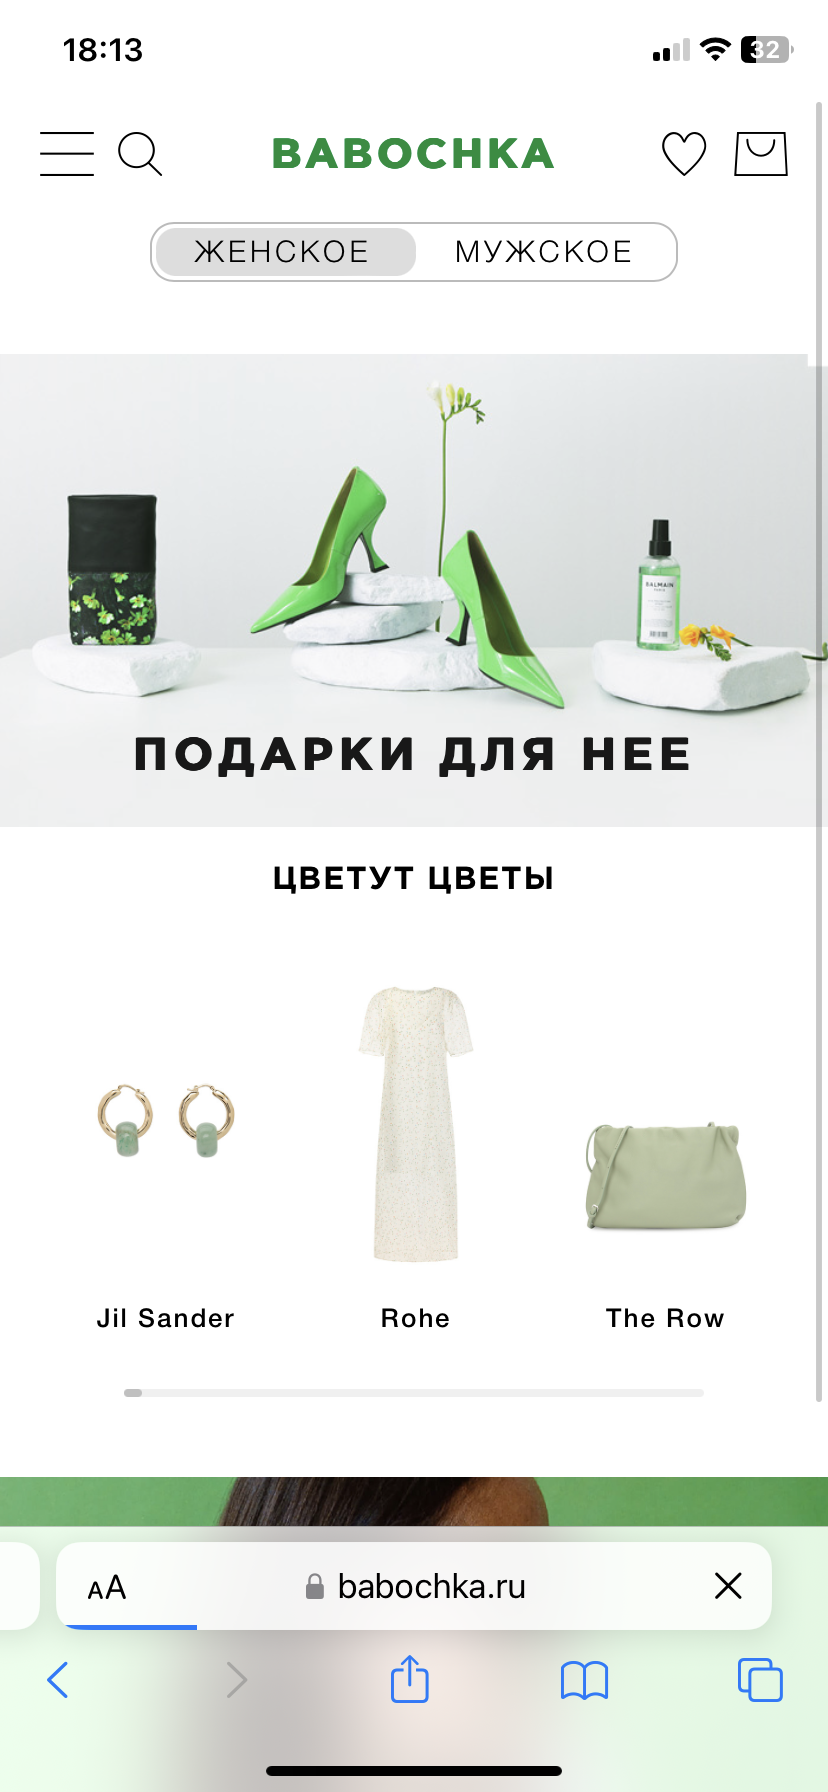 18:13
32
BABOCHKA
ЖЕНСКОЕ МУЖСКОЕ
BALMAIN
PARIS
ПОДАРКИ ДЛЯ НЕЕ
ЦВЕТУТ ЦВЕТЫ
Jil Sander
Rohe
The Row
AA babochka.ru